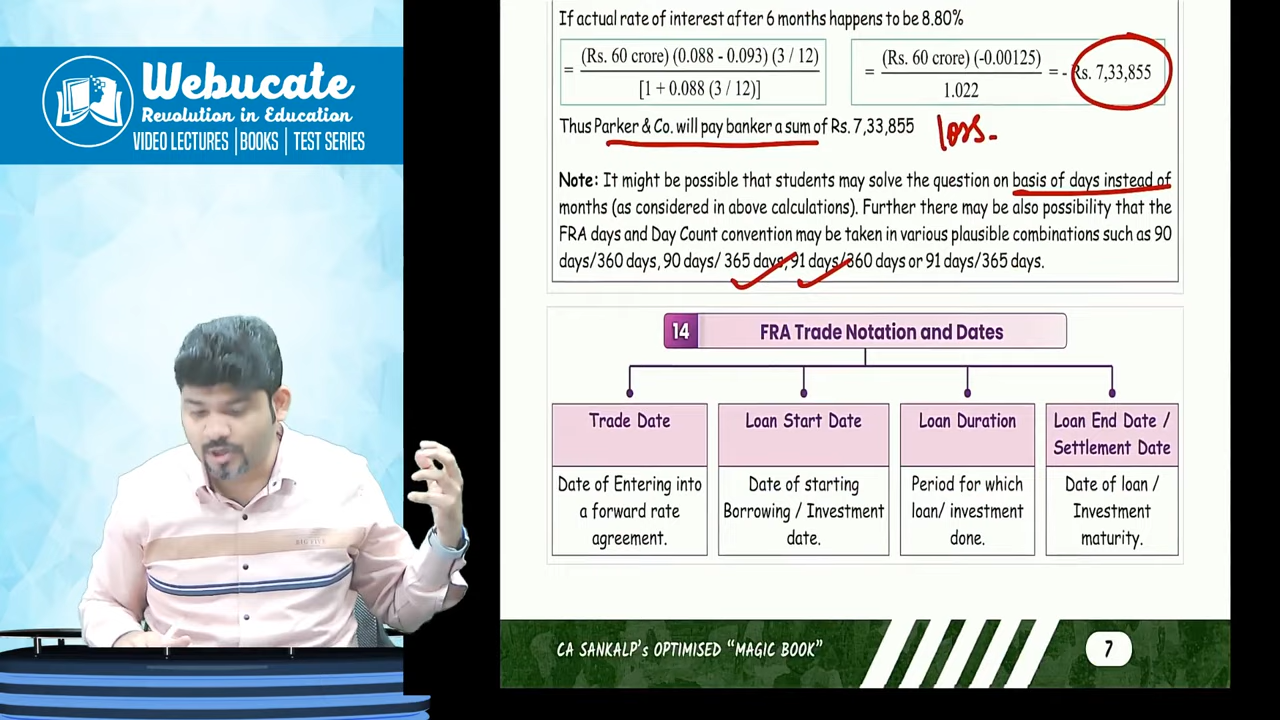 Webucate
Revolution in Education
VIDEO LECTURES | BOOKS | TEST SERIES
If actual rate of interest after 6 months happens to be 8.80%
= (Rs. 60 crore) (0.088 - 0.093) (3 / 12)
[1 + 0.088 (3 / 12)]
= (Rs. 60 crore) (-0.00125)
1.022
= - Rs. 7,33,855
Thus Parker & Co. will pay banker a sum of Rs. 7,33,855 loss.
Note: It might be possible that students may solve the question on basis of days instead of
months (as considered in above calculations). Further there may be also possibility that the
FRA days and Day Count convention may be taken in various plausible combinations such as 90
days/360 days, 90 days/ 365 days, 91 days/360 days or 91 days/365 days.
14 FRA Trade Notation and Dates
Trade Date
Date of Entering into
a forward rate
agreement.
Loan Start Date
Date of starting
Borrowing / Investment
date.
Loan Duration
Period for which
loan/ investment
done.
Loan End Date /
Settlement Date
Date of loan /
Investment
maturity.
CA SANKALP's OPTIMISED "MAGIC BOOK"
7